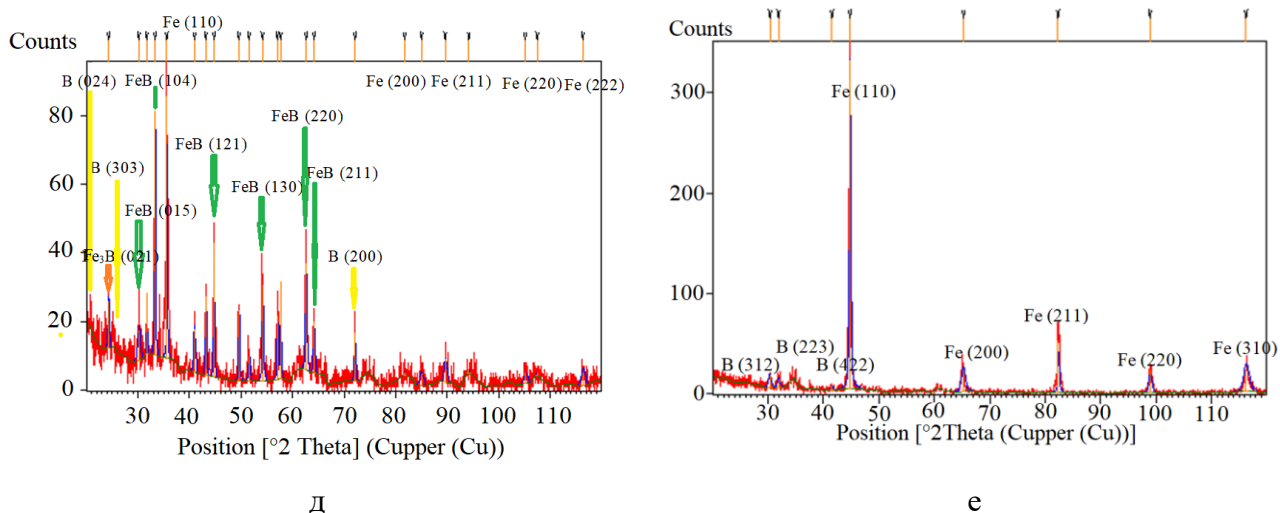 Fe (110)
Counts
B (024) FeB (104) Fe (200) Fe (211) Fe (220) Fe (222)
80
FeB (220)
FeB (121)
60
B (303) FeB (211)
FeB (130)
FeB (015)
40
Fe₃B (021) B (200)
20
0
30 40 50 60 70 80 90 100 110
Position [°2 Theta] (Cupper (Cu))
д
Counts
300
Fe (110)
200
100
Fe (211)
B (223) Fe (200) Fe (220) Fe (310)
B (312) B (422)
0
30 40 50 60 70 80 90 100 110
Position [°2Theta (Cupper (Cu))]
е